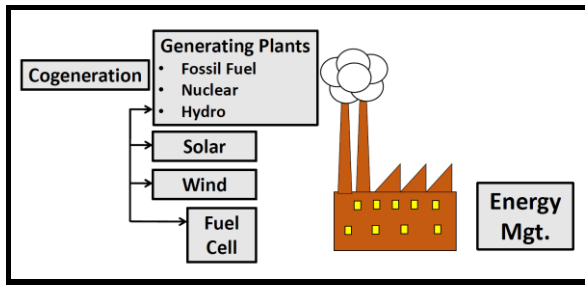 Generating Plants
• Fossil Fuel
• Nuclear
• Hydro
Cogeneration
Solar
Wind
Fuel
Cell
Energy
Mgt.